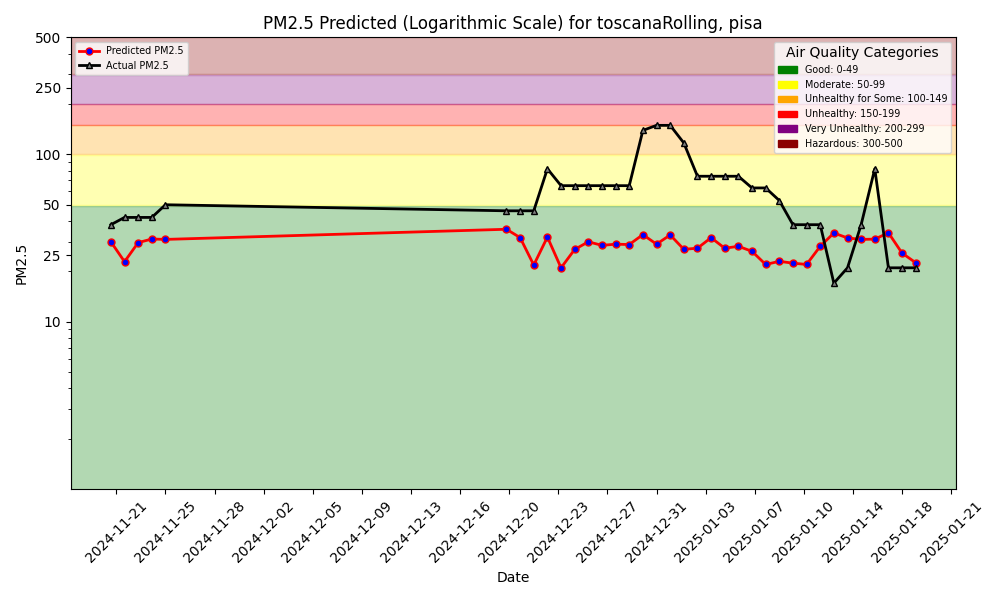 PM2.5 Predicted (Logarithmic Scale) for toscanaRolling, pisa
Predicted PM2.5
Actual PM2.5
Air Quality Categories
Good: 0-49
Moderate: 50-99
Unhealthy for Some: 100-149
Unhealthy: 150-199
Very Unhealthy: 200-299
Hazardous: 300-500
PM2.5
500
250
100
50
25
10
2024-11-21
2024-11-25
2024-11-28
2024-12-02
2024-12-05
2024-12-09
2024-12-13
2024-12-16
2024-12-20
2024-12-23
2024-12-27
2024-12-31
2025-01-03
2025-01-07
2025-01-10
2025-01-14
2025-01-18
2025-01-21
Date